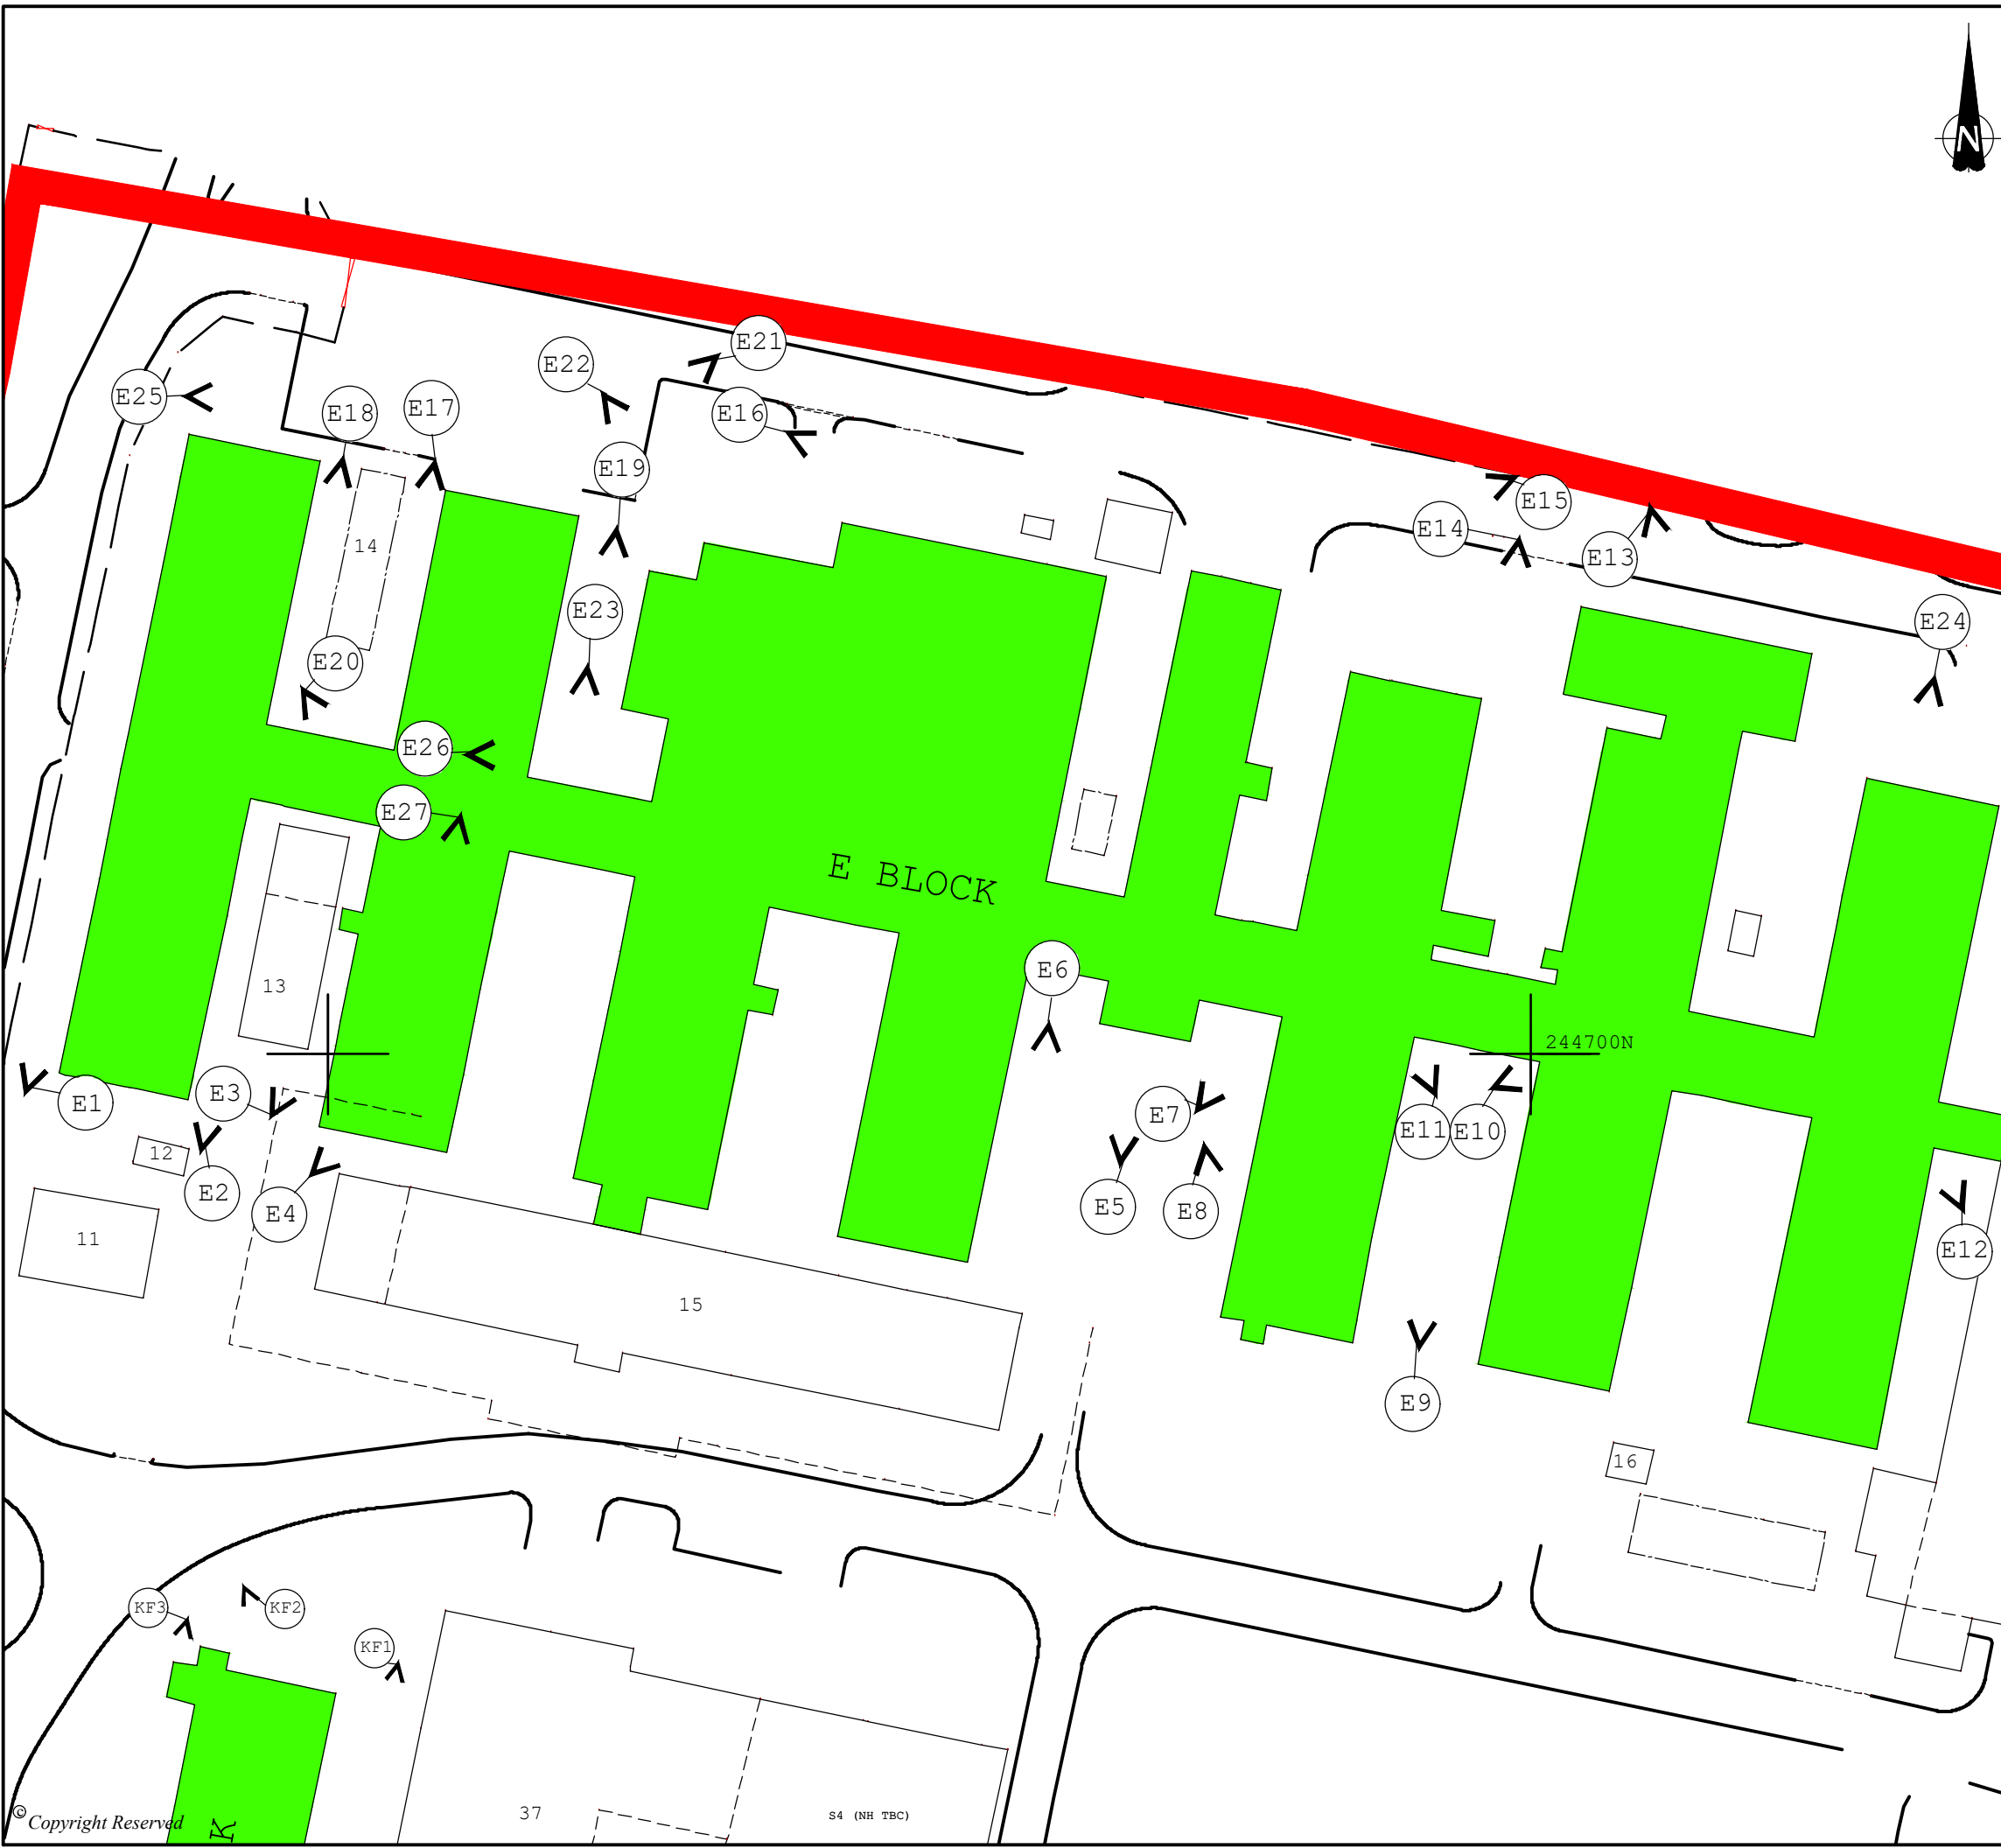 N
E21
E22
E25
E18
E17
E16
E19
E15
E14
E13
14
E23
E24
E20
E26
E27
E BLOCK
E6
13
244700N
E3
E1
E7
E11
E10
12
E2
E4
E5
E8
11
E12
15
E9
16
KF3
KF2
KF1
37
S4 (NH TBC)
K
© Copyright Reserved